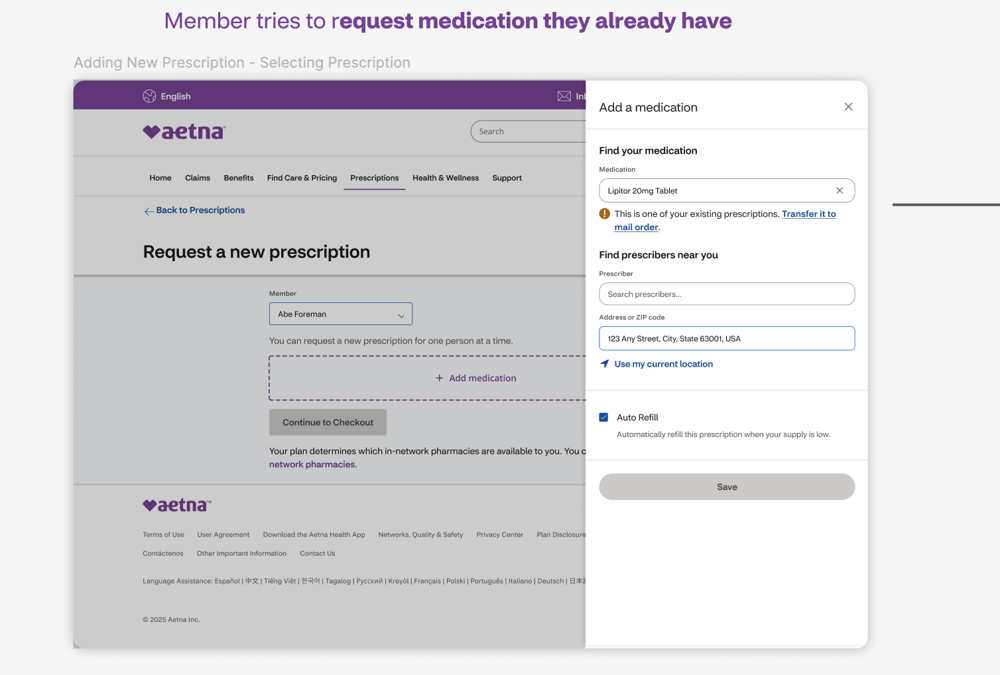 Member tries to request medication they already have
Adding New Prescription - Selecting Prescription
English
aetna®
Search
Home Claims Benefits Find Care & Pricing Prescriptions Health & Wellness Support
Back to Prescriptions
Request a new prescription
Member
Abe Foreman
You can request a new prescription for one person at a time.
+ Add medication
Continue to Checkout
Your plan determines which in-network pharmacies are available to you. You c
network pharmacies.
aetna™
Terms of Use User Agreement Download the Aetna Health App Networks, Quality & Safety Privacy Center Plan Disclosure
Contáctenos Other Important Information Contact Us
Language Assistance: Español | 中文 | Tiếng Việt | 한국어 | Tagalog | Русский | Kreyòl | Français | Polski | Português | Italiano | Deutsch | 日本
© 2025 Aetna Inc.
Add a medication
Find your medication
Medication
Lipitor 20mg Tablet
This is one of your existing prescriptions. Transfer it to
mail order.
Find prescribers near you
Prescriber
Search prescribers...
Address or ZIP code
123 Any Street, City, State 63001, USA
Use my current location
Auto Refill
Automatically refill this prescription when your supply is low.
Save